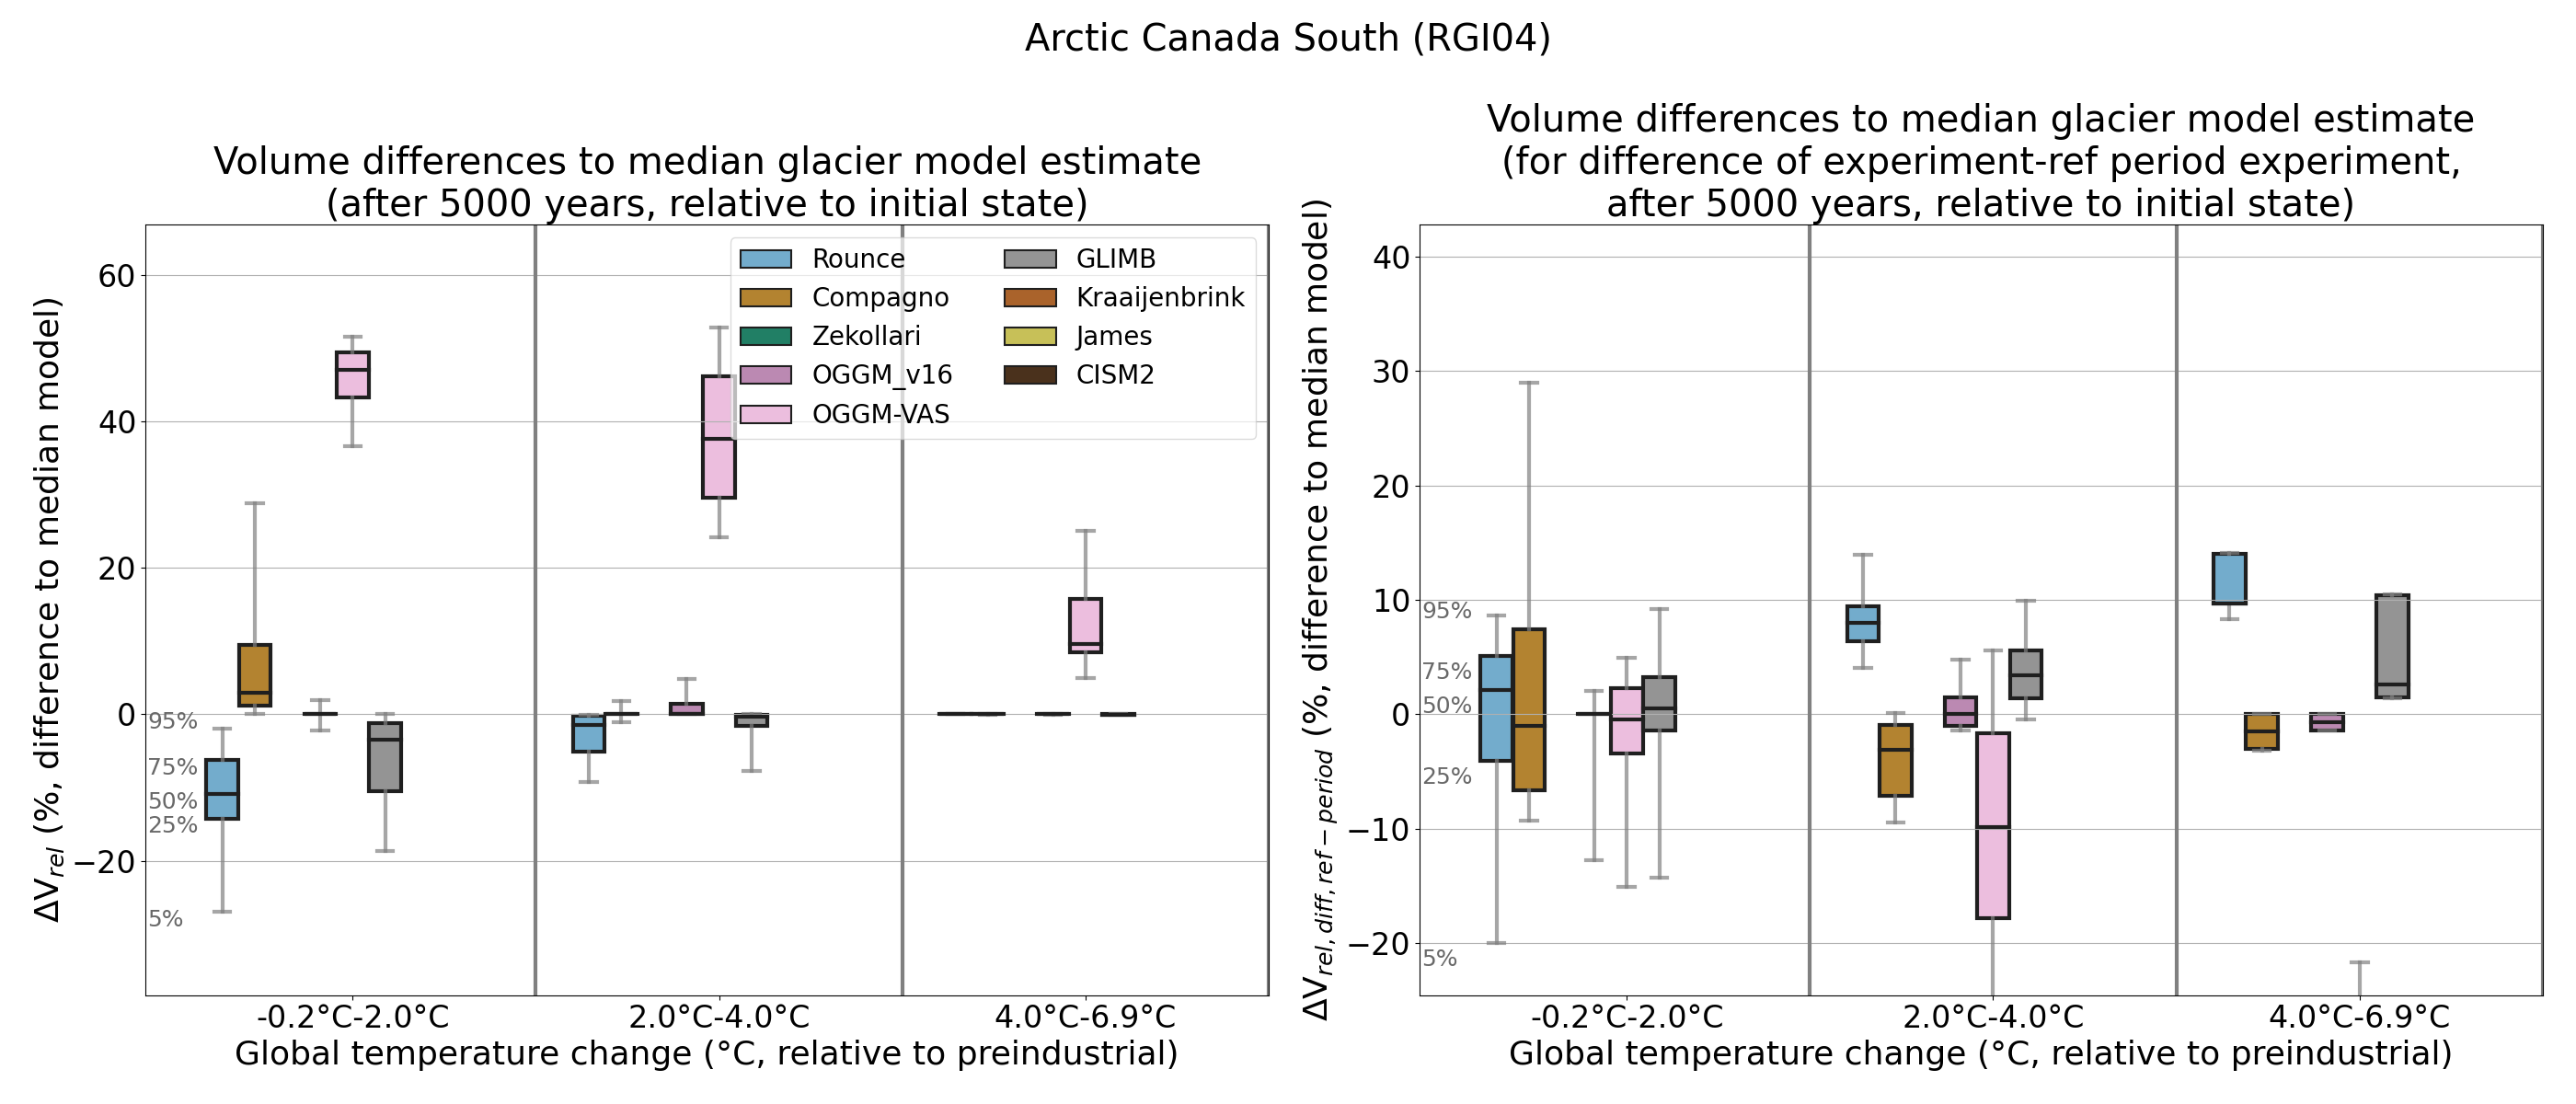 Arctic Canada South (RGI04)
Volume differences to median glacier model estimate
(after 5000 years, relative to initial state)
ΔV_rel (%, difference to median model)
60
40
20
0
−20
95%
75%
50%
25%
5%
Rounce
Compagno
Zekollari
OGGM_v16
OGGM-VAS
GLIMB
Kraaijenbrink
James
CISM2
-0.2°C-2.0°C
2.0°C-4.0°C
4.0°C-6.9°C
Global temperature change (°C, relative to preindustrial)
Volume differences to median glacier model estimate
(for difference of experiment-ref period experiment,
after 5000 years, relative to initial state)
ΔV_rel, diff, ref − period (%, difference to median model)
40
30
20
10
0
−10
−20
95%
75%
50%
25%
5%
-0.2°C-2.0°C
2.0°C-4.0°C
4.0°C-6.9°C
Global temperature change (°C, relative to preindustrial)